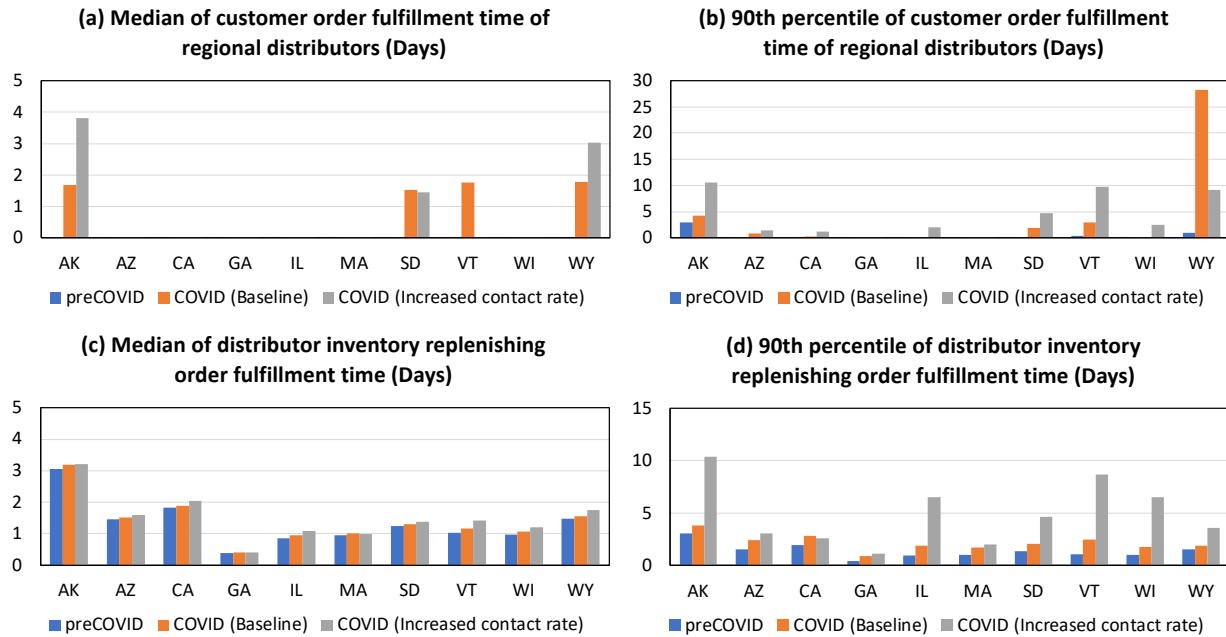 (a) Median of customer order fulfillment time of
regional distributors (Days)
5
4
3
2
1
0
AK AZ CA GA IL MA SD VT WI WY
preCOVID COVID (Baseline) COVID (Increased contact rate)
(b) 90th percentile of customer order fulfillment
time of regional distributors (Days)
30
25
20
15
10
5
0
AK AZ CA GA IL MA SD VT WI WY
preCOVID COVID (Baseline) COVID (Increased contact rate)
(c) Median of distributor inventory replenishing
order fulfillment time (Days)
5
4
3
2
1
0
AK AZ CA GA IL MA SD VT WI WY
preCOVID COVID (Baseline) COVID (Increased contact rate)
(d) 90th percentile of distributor inventory
replenishing order fulfillment time (Days)
15
10
5
0
AK AZ CA GA IL MA SD VT WI WY
preCOVID COVID (Baseline) COVID (Increased contact rate)